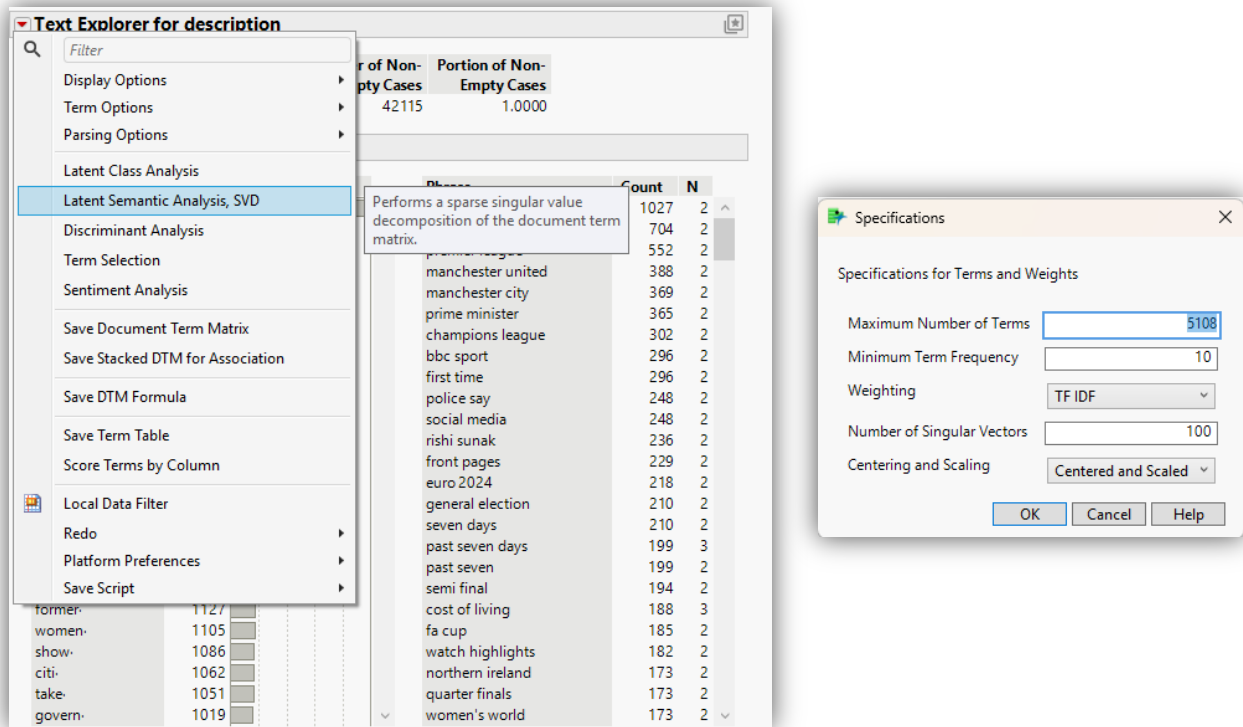 Text Explorer for description
Filter
Display Options
Term Options
Parsing Options
Latent Class Analysis
Latent Semantic Analysis, SVD
Discriminant Analysis
Term Selection
Sentiment Analysis
Save Document Term Matrix
Save Stacked DTM for Association
Save DTM Formula
Save Term Table
Score Terms by Column
Local Data Filter
Redo
Platform Preferences
Save Script
r of Non- Portion of Non-
pty Cases Empty Cases
42115 1.0000
Performs a sparse singular value
decomposition of the document term
matrix.
Phrase Count N
1027 2
704 2
premier league 552 2
manchester united 388 2
manchester city 369 2
prime minister 365 2
champions league 302 2
bbc sport 296 2
first time 296 2
police say 248 2
social media 248 2
rishi sunak 236 2
front pages 229 2
euro 2024 218 2
general election 210 2
seven days 210 2
past seven days 199 3
past seven 199 2
semi final 194 2
cost of living 188 3
fa cup 185 2
watch highlights 182 2
northern ireland 173 2
quarter finals 173 2
women's world 173 2
former· 1127
women· 1105
show· 1086
citi· 1062
take· 1051
govern· 1019
Specifications
Specifications for Terms and Weights
Maximum Number of Terms 5108
Minimum Term Frequency 10
Weighting TF IDF
Number of Singular Vectors 100
Centering and Scaling Centered and Scaled
OK Cancel Help